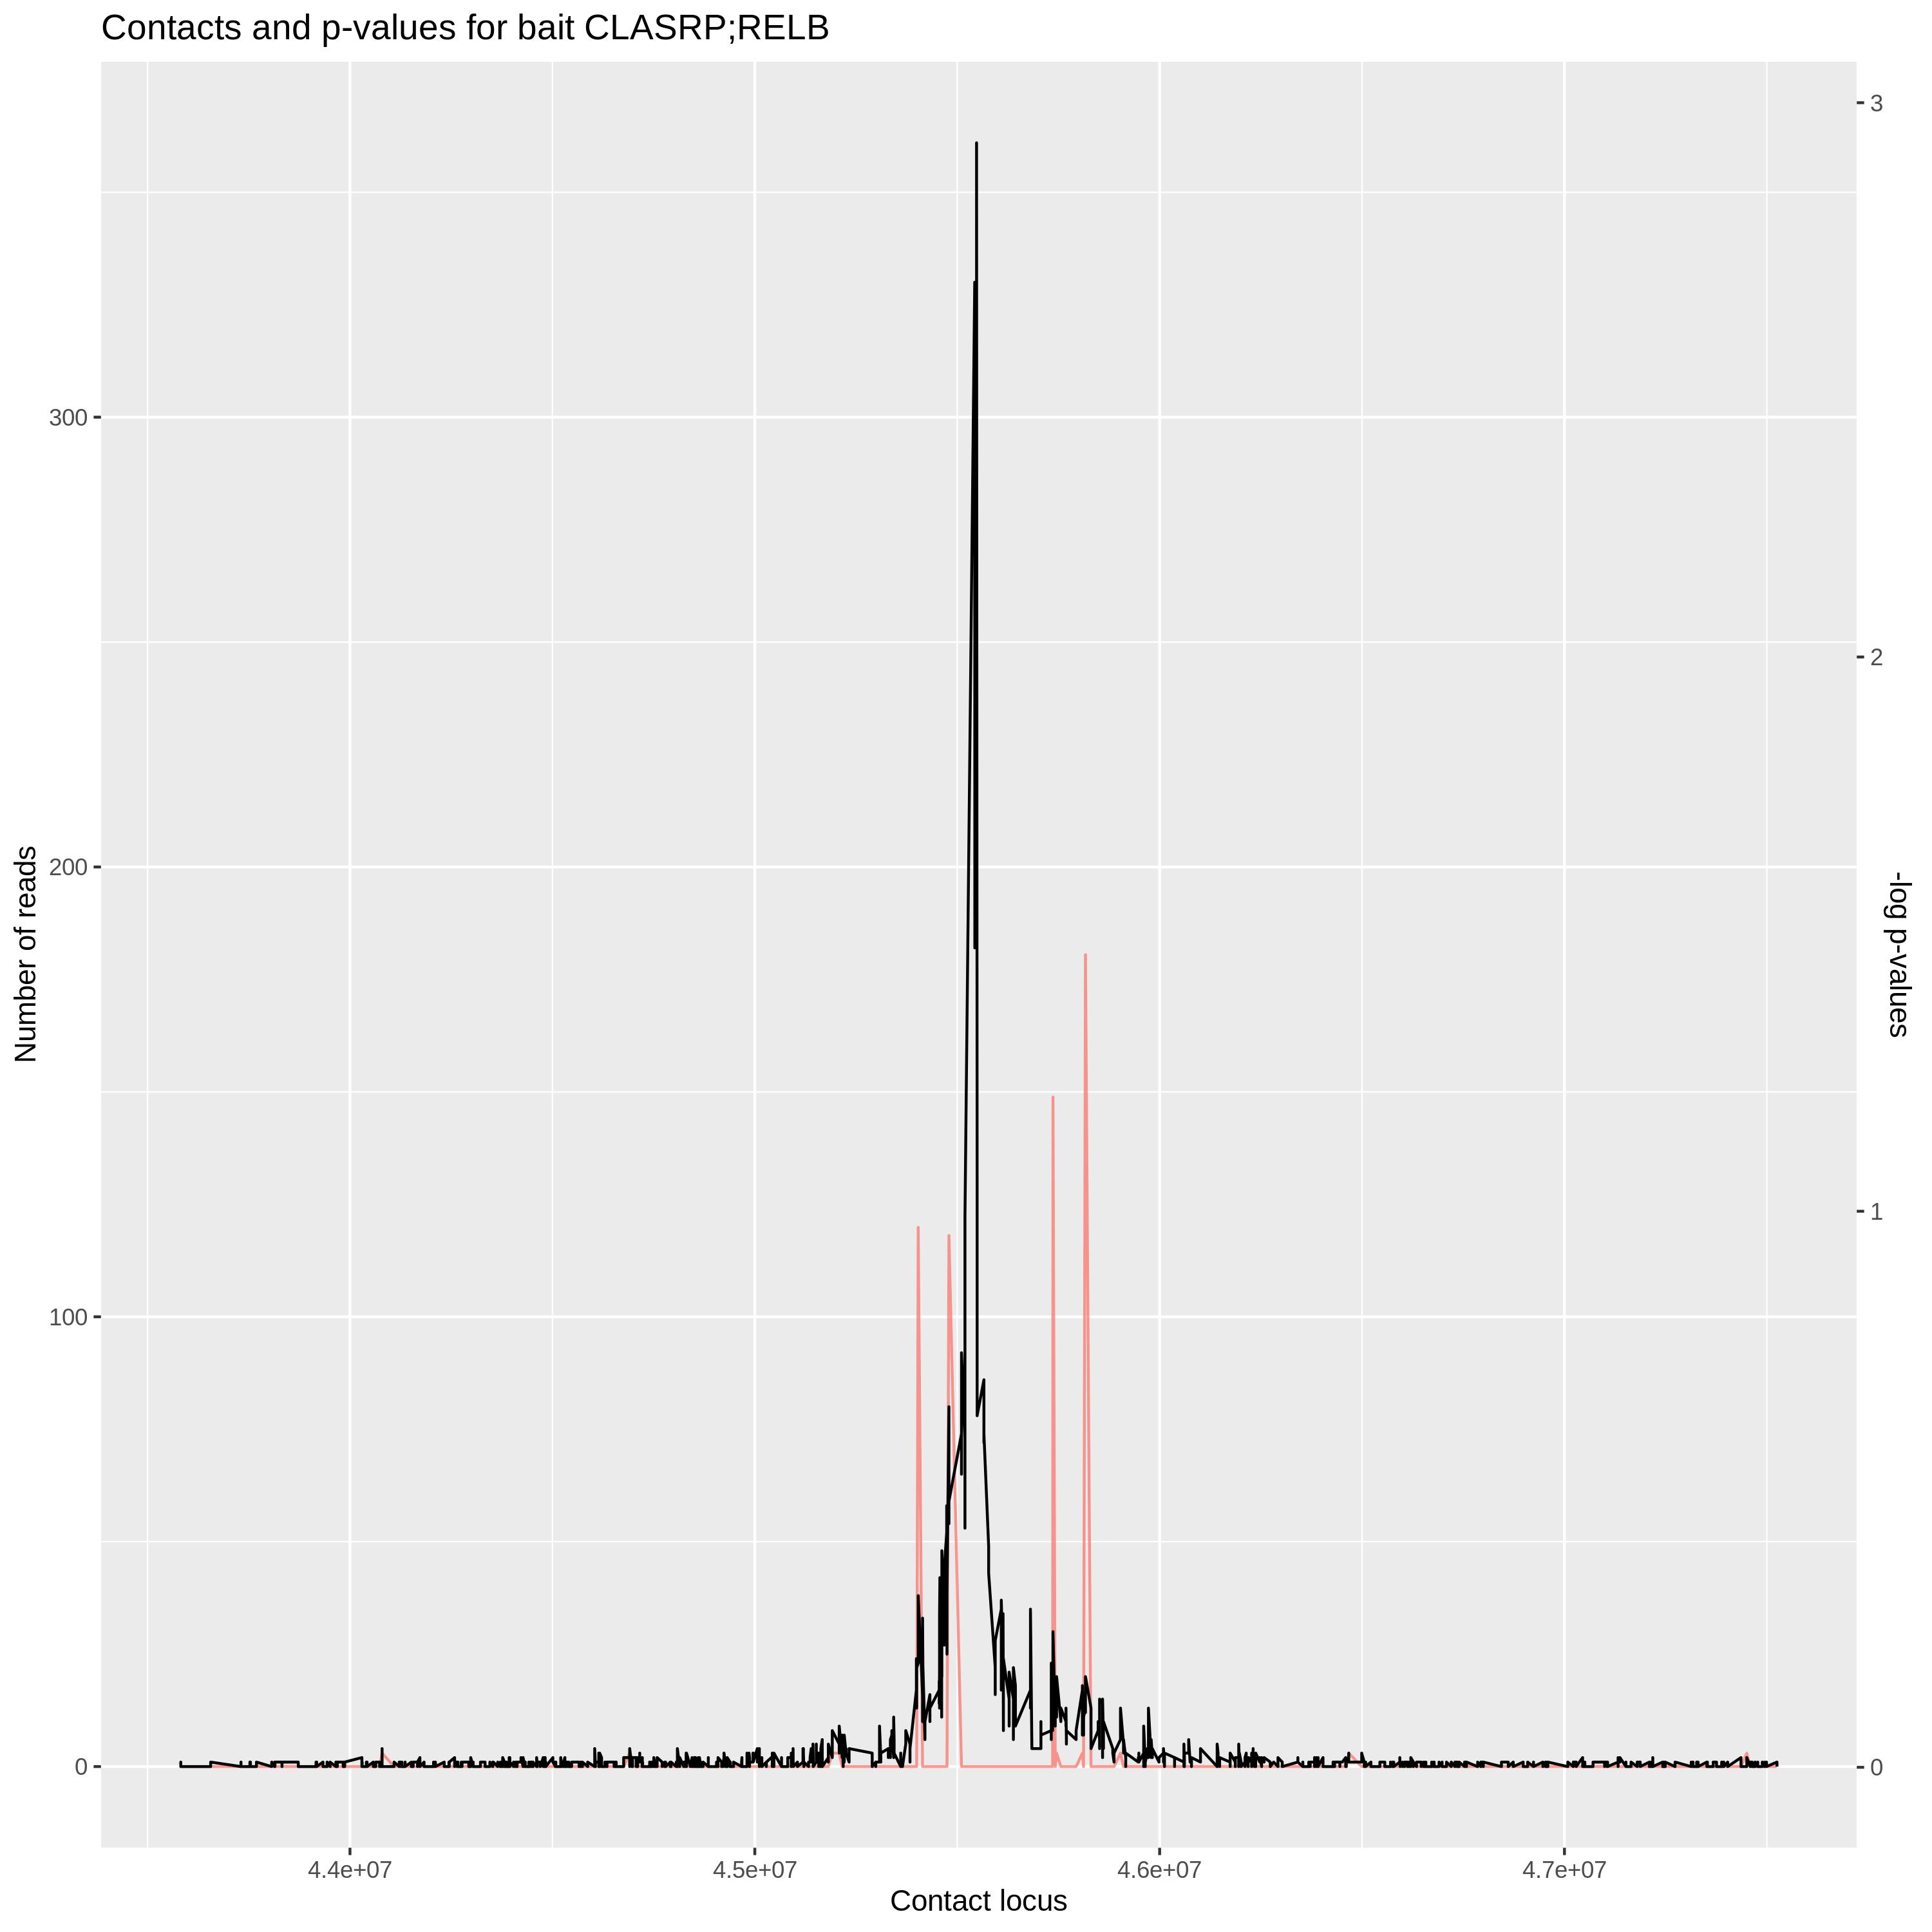 Contacts and p-values for bait CLASRP;RELB
3
300
2
Number of reads
200
-log p-values
1
100
0
0
4.4e+07
4.5e+07
4.6e+07
4.7e+07
Contact locus